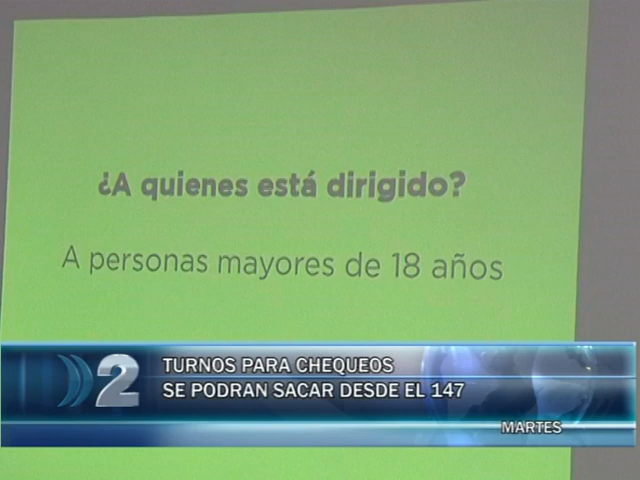 ¿A quienes está dirigido?
A personas mayores de 18 años
2
TURNOS PARA CHEQUEOS
SE PODRAN SACAR DESDE EL 147
MARTES